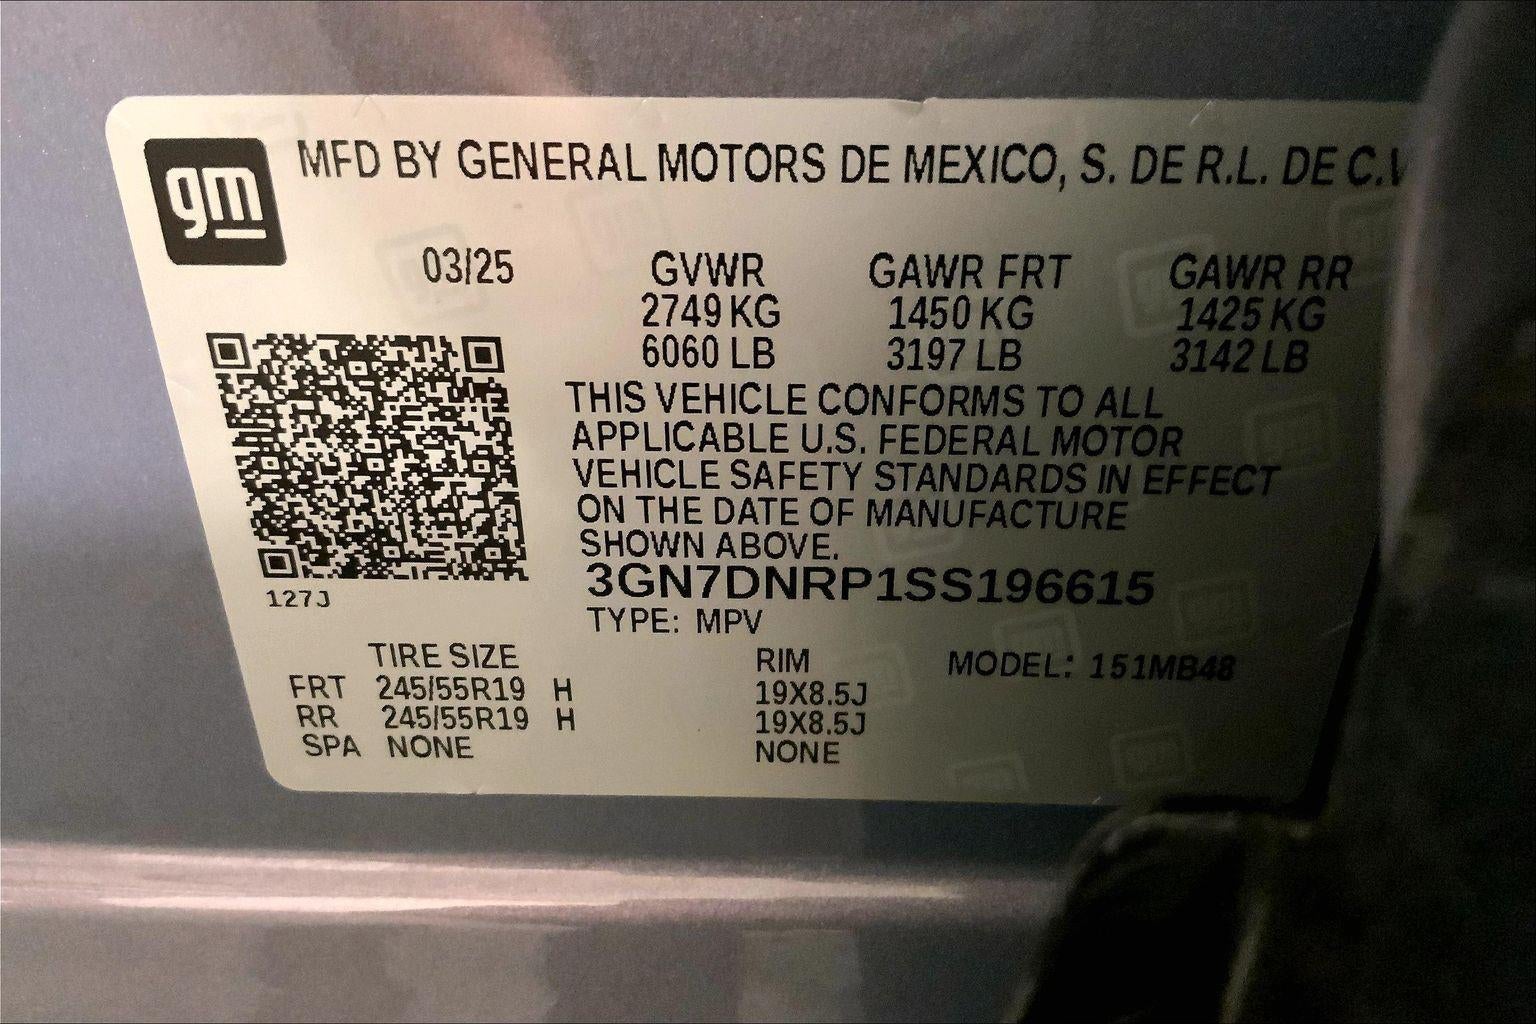 gm
MFD BY GENERAL MOTORS DE MEXICO, S. DE R.L. DE C.V
03/25 GVWR GAWR FRT GAWR RR
2749 KG 1450 KG 1425 KG
6060 LB 3197 LB 3142 LB
THIS VEHICLE CONFORMS TO ALL
APPLICABLE U.S. FEDERAL MOTOR
VEHICLE SAFETY STANDARDS IN EFFECT
ON THE DATE OF MANUFACTURE
SHOWN ABOVE.
3GN7DNRP1SS196615
127J
TYPE: MPV
TIRE SIZE RIM MODEL: 151MB48
FRT 245/55R19 H 19X8.5J
RR 245/55R19 H 19X8.5J
SPA NONE NONE